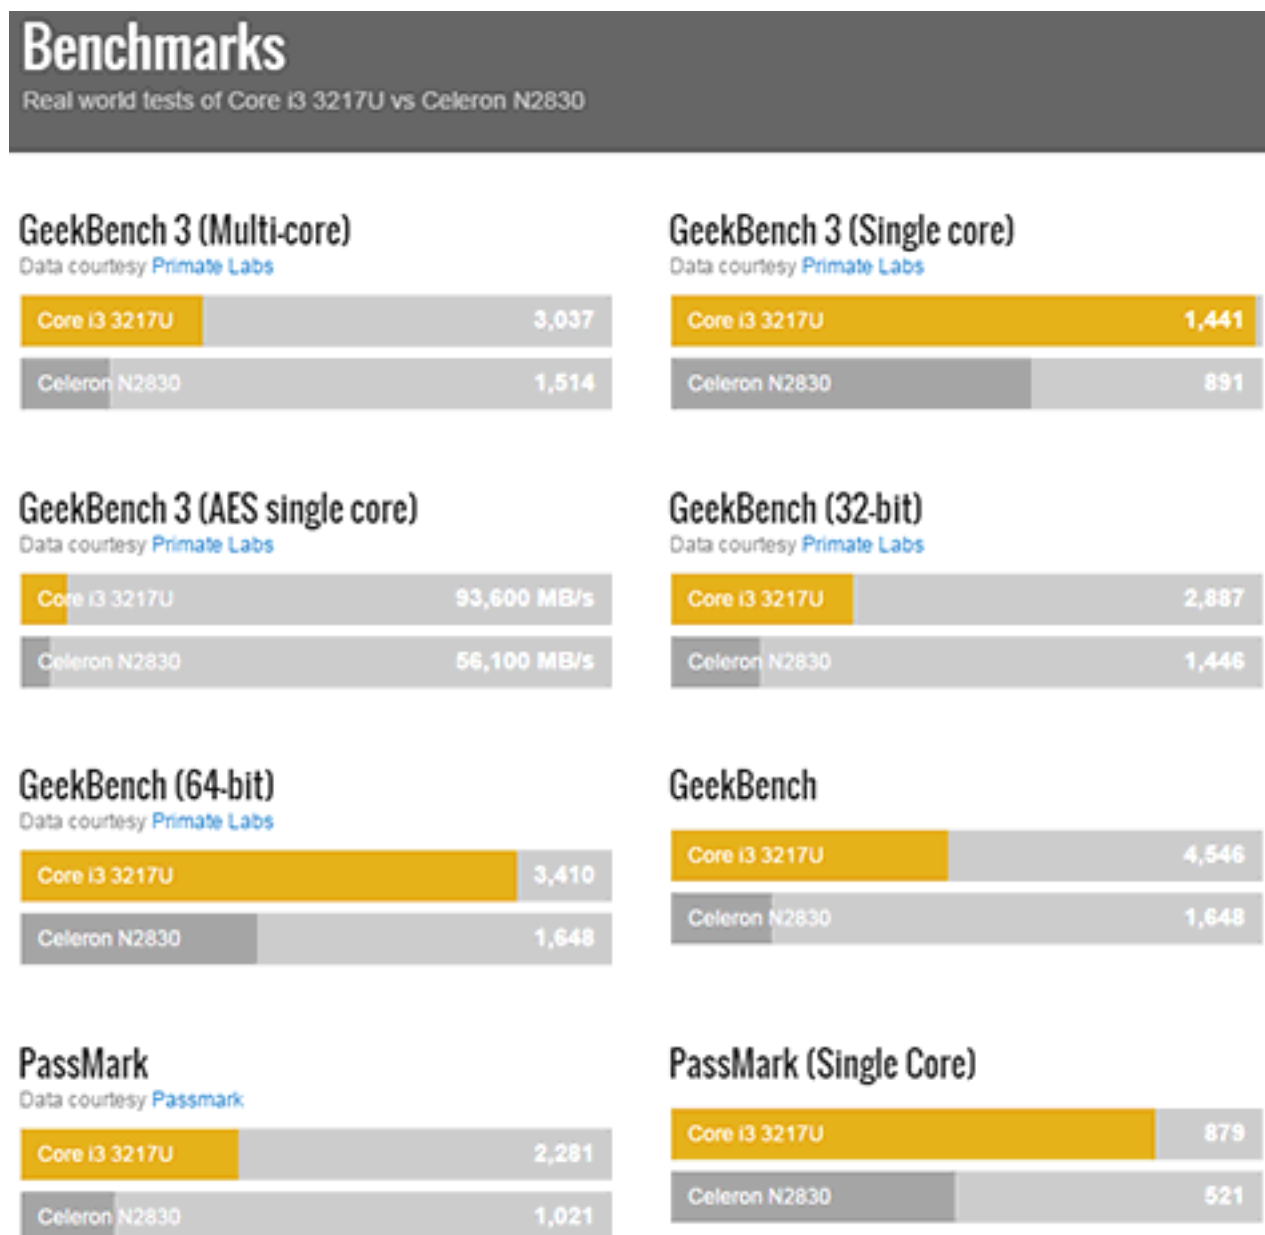 Benchmarks
Real world tests of Core i3 3217U vs Celeron N2830
GeekBench 3 (Multi-core)
Data courtesy Primate Labs
Core i3 3217U 3,037
Celeron N2830 1,514
GeekBench 3 (Single core)
Data courtesy Primate Labs
Core i3 3217U 1,441
Celeron N2830 891
GeekBench 3 (AES single core)
Data courtesy Primate Labs
Core i3 3217U 93,600 MB/s
Celeron N2830 56,100 MB/s
GeekBench (32-bit)
Data courtesy Primate Labs
Core i3 3217U 2,887
Celeron N2830 1,446
GeekBench (64-bit)
Data courtesy Primate Labs
Core i3 3217U 3,410
Celeron N2830 1,648
GeekBench
Core i3 3217U 4,546
Celeron N2830 1,648
PassMark
Data courtesy Passmark
Core i3 3217U 2,281
Celeron N2830 1,021
PassMark (Single Core)
Core i3 3217U 879
Celeron N2830 521